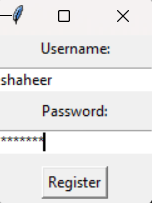 Username:
shaheer
Password:
*******
Register